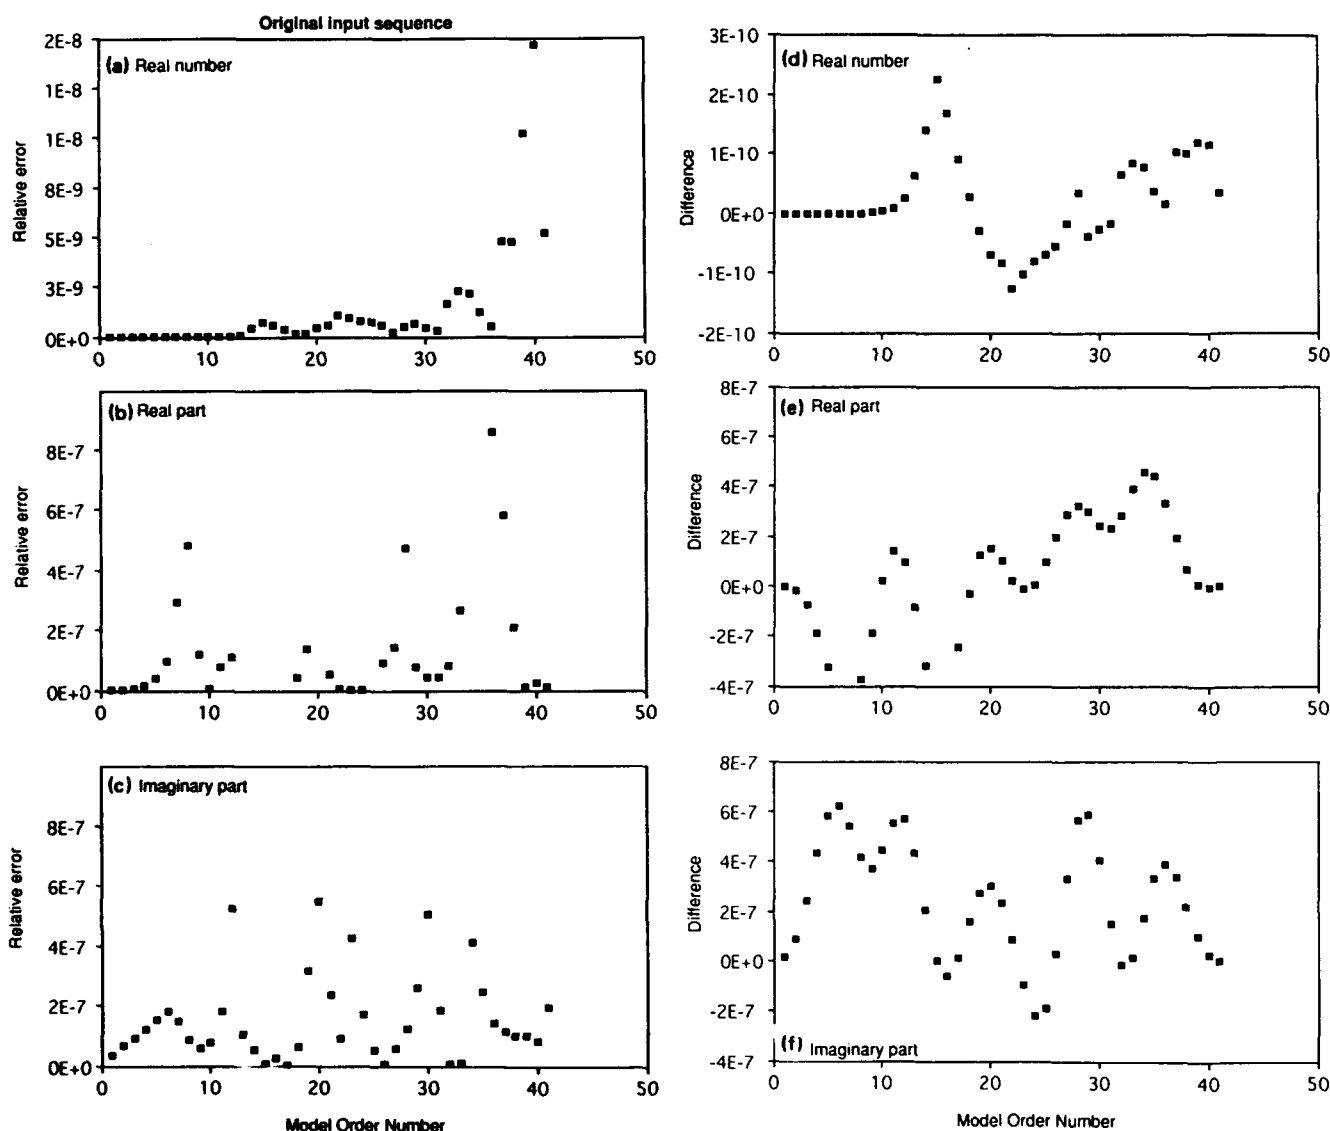 Original input sequence
(a) Real number
Relative error
2E-8
1E-8
1E-8
8E-9
5E-9
3E-9
0E+0
0 10 20 30 40 50
(d) Real number
Difference
3E-10
2E-10
1E-10
0E+0
-1E-10
-2E-10
0 10 20 30 40 50
(b) Real part
Relative error
8E-7
6E-7
4E-7
2E-7
0E+0
0 10 20 30 40 50
(e) Real part
Difference
8E-7
6E-7
4E-7
2E-7
0E+0
-2E-7
-4E-7
0 10 20 30 40 50
(c) Imaginary part
Relative error
8E-7
6E-7
4E-7
2E-7
0E+0
0 10 20 30 40 50
Model Order Number
(f) Imaginary part
Difference
8E-7
6E-7
4E-7
2E-7
0E+0
-2E-7
-4E-7
0 10 20 30 40 50
Model Order Number